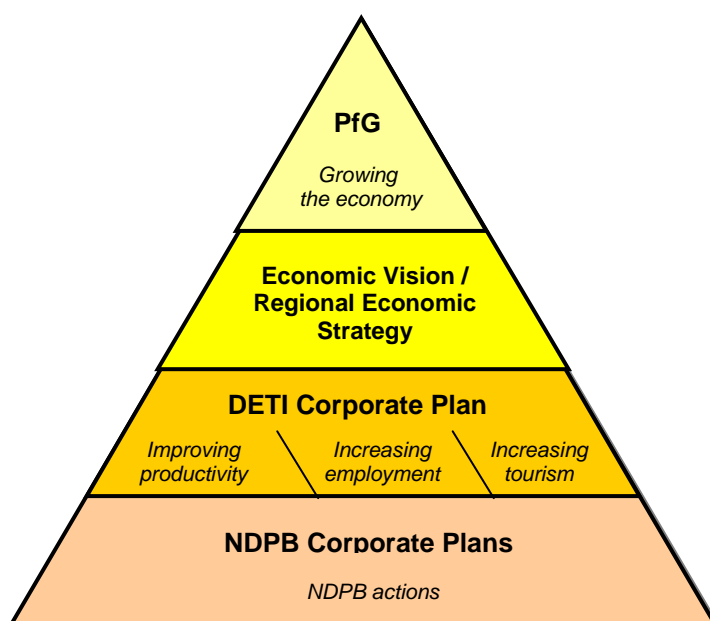 PfG
Growing
the economy
Economic Vision /
Regional Economic
Strategy
DETI Corporate Plan
Improving
productivity
Increasing
employment
Increasing
tourism
NDPB Corporate Plans
NDPB actions